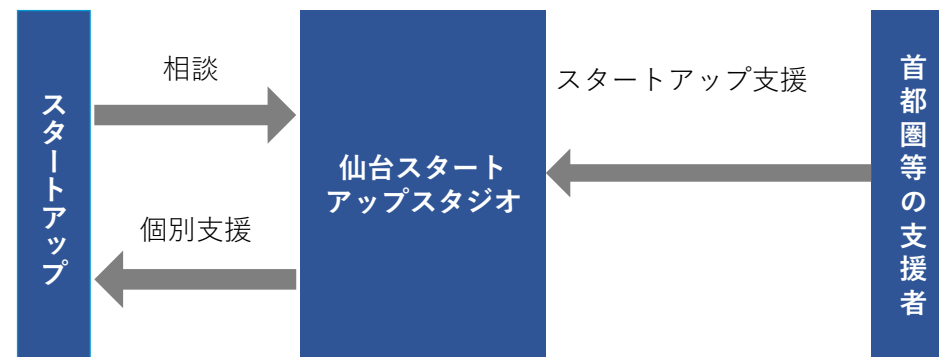 スタートアップ
相談
個別支援
仙台スタート
アップスタジオ
スタートアップ支援
首都圏等の支援者